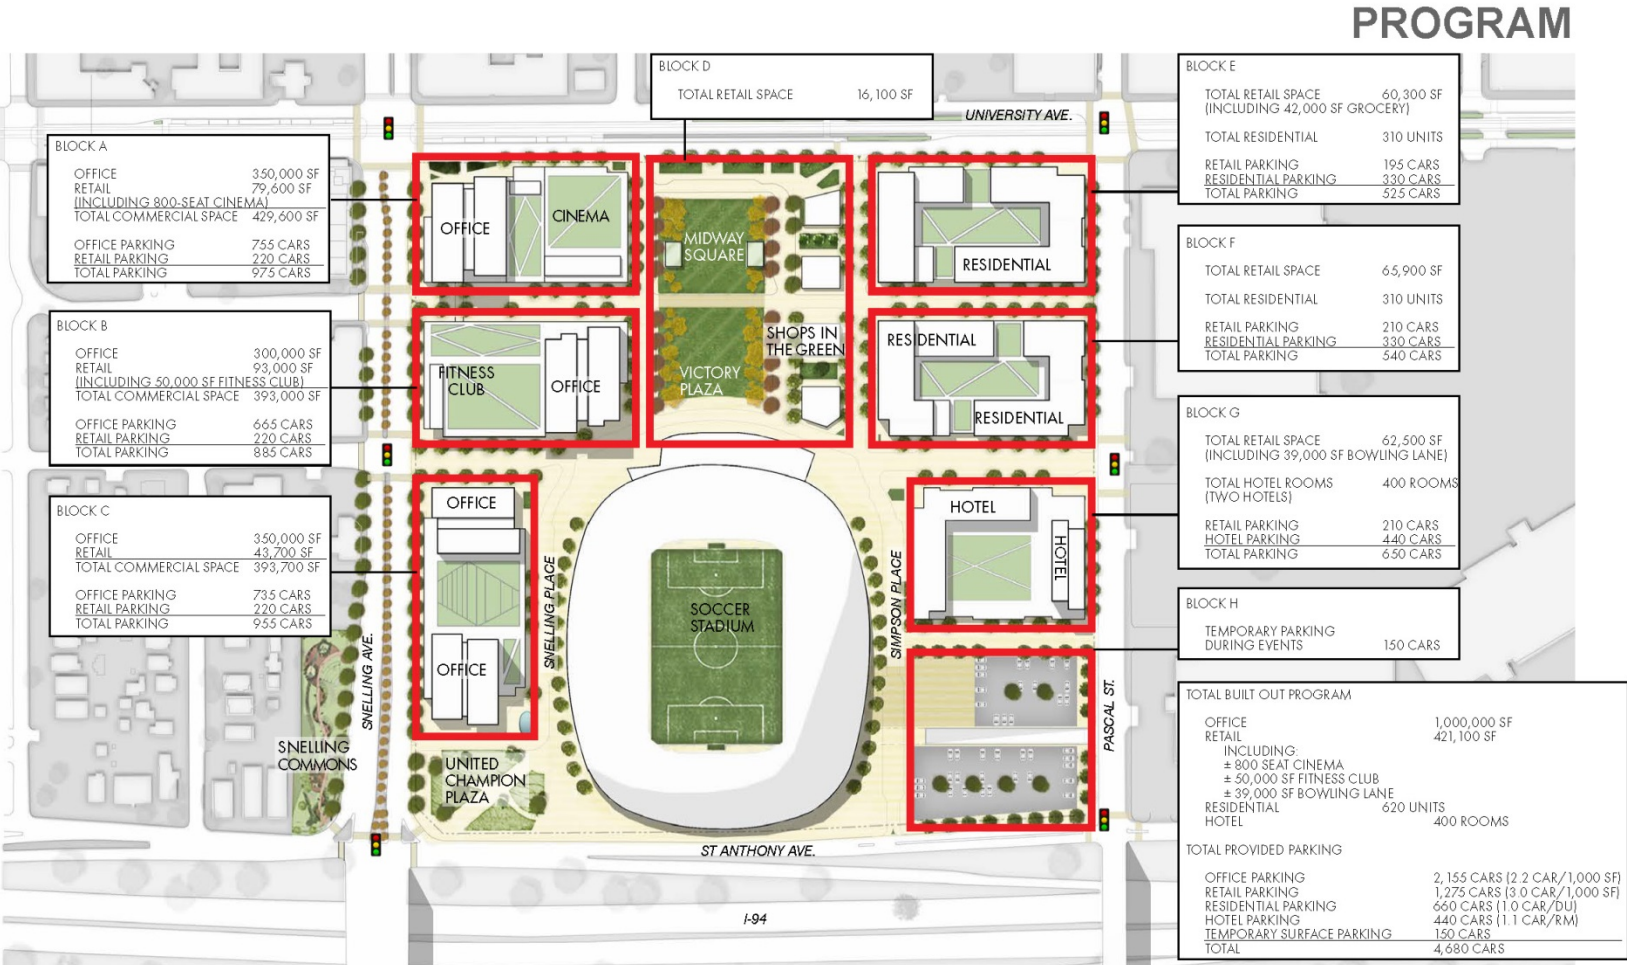 PROGRAM
BLOCK D
TOTAL RETAIL SPACE 16,100 SF
BLOCK E
TOTAL RETAIL SPACE 60,300 SF
(INCLUDING 42,000 SF GROCERY)
TOTAL RESIDENTIAL 310 UNITS
RETAIL PARKING 195 CARS
RESIDENTIAL PARKING 330 CARS
TOTAL PARKING 525 CARS
UNIVERSITY AVE.
BLOCK A
OFFICE 350,000 SF
RETAIL 79,600 SF
(INCLUDING 800-SEAT CINEMA)
TOTAL COMMERCIAL SPACE 429,600 SF
OFFICE PARKING 755 CARS
RETAIL PARKING 220 CARS
TOTAL PARKING 975 CARS
OFFICE
CINEMA
MIDWAY
SQUARE
RESIDENTIAL
BLOCK F
TOTAL RETAIL SPACE 65,900 SF
TOTAL RESIDENTIAL 310 UNITS
RETAIL PARKING 210 CARS
RESIDENTIAL PARKING 330 CARS
TOTAL PARKING 540 CARS
BLOCK B
OFFICE 300,000 SF
RETAIL 93,000 SF
(INCLUDING 50,000 SF FITNESS CLUB)
TOTAL COMMERCIAL SPACE 393,000 SF
OFFICE PARKING 665 CARS
RETAIL PARKING 220 CARS
TOTAL PARKING 885 CARS
FITNESS
CLUB
OFFICE
SHOPS IN
THE GREEN
VICTORY
PLAZA
RESIDENTIAL
RESIDENTIAL
BLOCK G
TOTAL RETAIL SPACE 62,500 SF
(INCLUDING 39,000 SF BOWLING LANE)
TOTAL HOTEL ROOMS 400 ROOMS
(TWO HOTELS)
RETAIL PARKING 210 CARS
HOTEL PARKING 440 CARS
TOTAL PARKING 650 CARS
BLOCK C
OFFICE 350,000 SF
RETAIL 43,700 SF
TOTAL COMMERCIAL SPACE 393,700 SF
OFFICE PARKING 735 CARS
RETAIL PARKING 220 CARS
TOTAL PARKING 955 CARS
OFFICE
OFFICE
SNELLING PLACE
SOCCER
STADIUM
SIMPSON PLACE
HOTEL
HOTEL
BLOCK H
TEMPORARY PARKING
DURING EVENTS 150 CARS
SNELLING AVE.
PASCAL ST.
SNELLING
COMMONS
UNITED
CHAMPION
PLAZA
ST ANTHONY AVE.
I-94
TOTAL BUILT OUT PROGRAM
OFFICE 1,000,000 SF
RETAIL 421,100 SF
INCLUDING:
± 800 SEAT CINEMA
± 50,000 SF FITNESS CLUB
± 39,000 SF BOWLING LANE
RESIDENTIAL 620 UNITS
HOTEL 400 ROOMS
TOTAL PROVIDED PARKING
OFFICE PARKING 2,155 CARS (2.2 CAR/1,000 SF)
RETAIL PARKING 1,275 CARS (3.0 CAR/1,000 SF)
RESIDENTIAL PARKING 660 CARS (1.0 CAR/DU)
HOTEL PARKING 440 CARS (1.1 CAR/RM)
TEMPORARY SURFACE PARKING 150 CARS
TOTAL 4,680 CARS